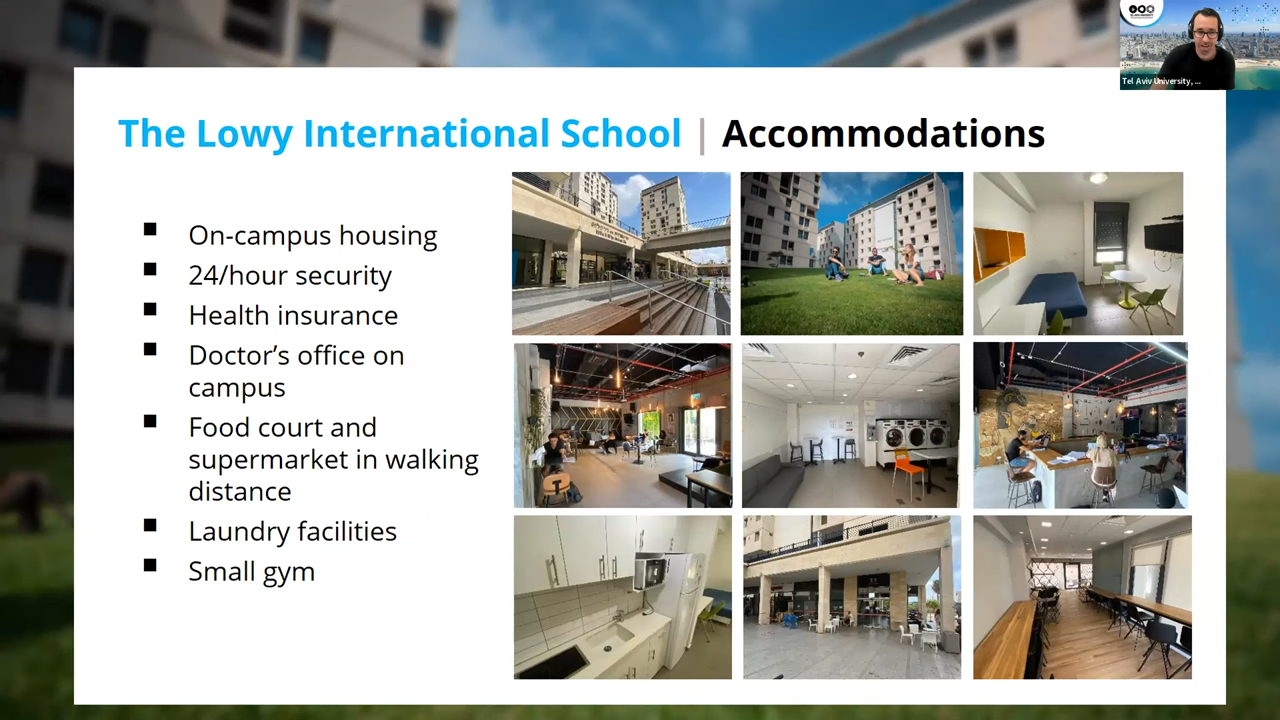 Tel Aviv University, ...
The Lowy International School | Accommodations
On-campus housing
24/hour security
Health insurance
Doctor’s office on
campus
Food court and
supermarket in walking
distance
Laundry facilities
Small gym